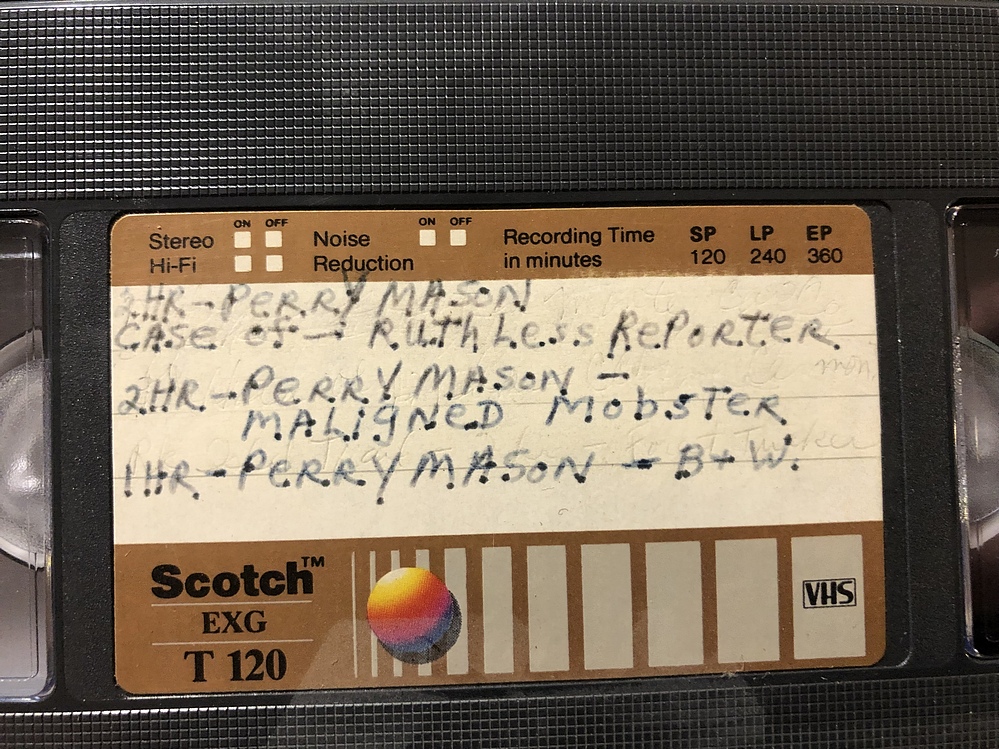 ON OFF ON OFF
Stereo Noise Recording Time SP LP EP
Hi-Fi Reduction in minutes 120 240 360
2HR - PERRY MASON
CASE of - RUTHLess RePORTER
2HR - PERRY MASON -
MALIGNED MobsTER
1HR - PERRY MASON - B+W.
Scotch™
EXG
T 120
VHS